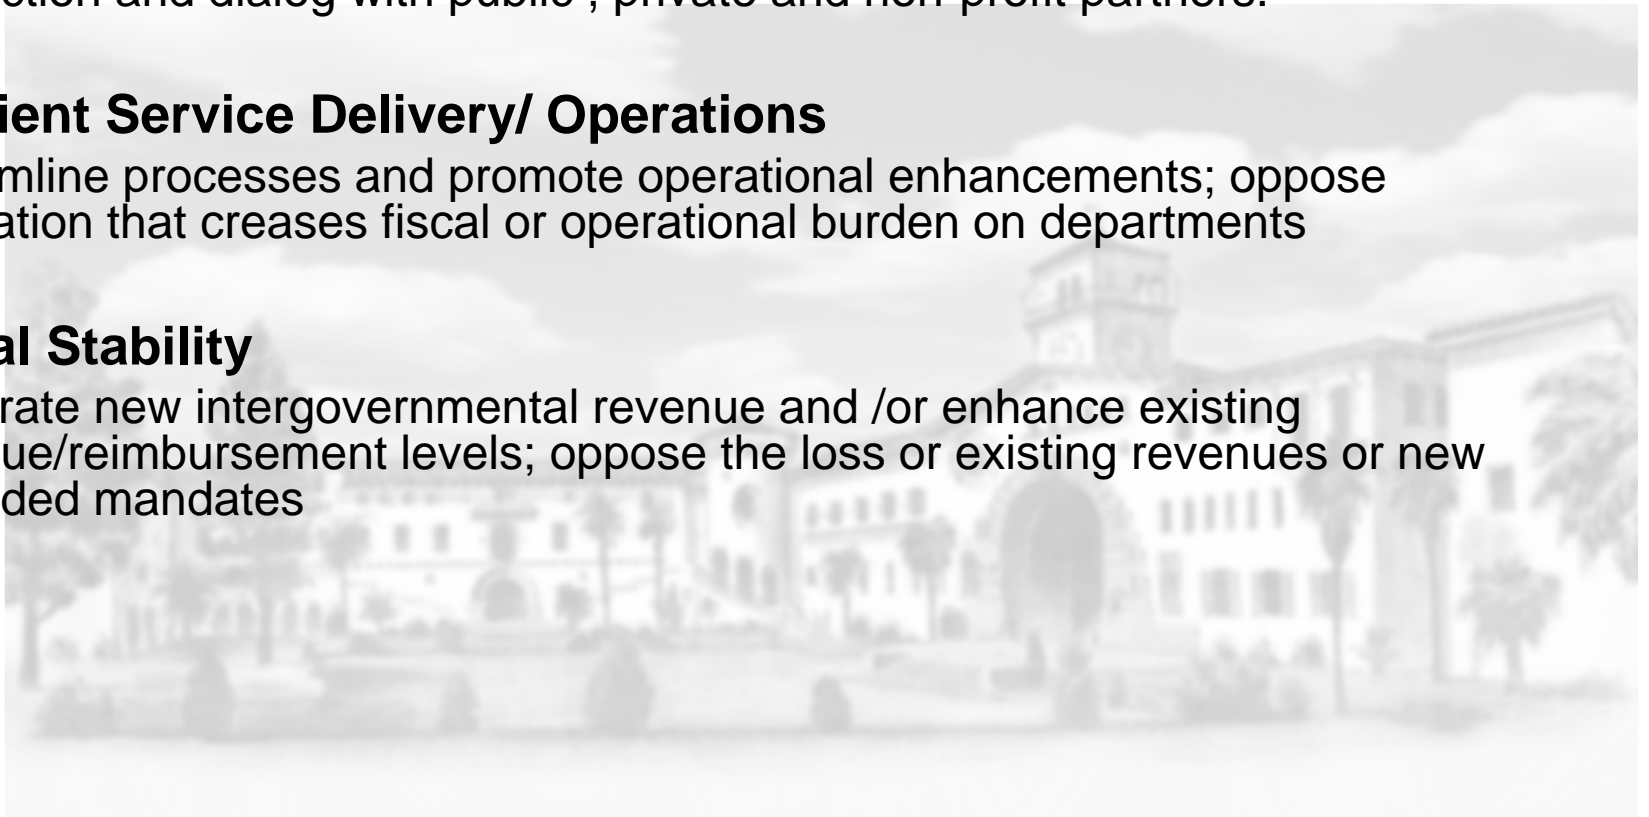 ction and dialog with public , private and non-profit partners.
ient Service Delivery/ Operations
mline processes and promote operational enhancements; oppose
ation that creases fiscal or operational burden on departments
al Stability
rate new intergovernmental revenue and /or enhance existing
ue/reimbursement levels; oppose the loss or existing revenues or new
ded mandates